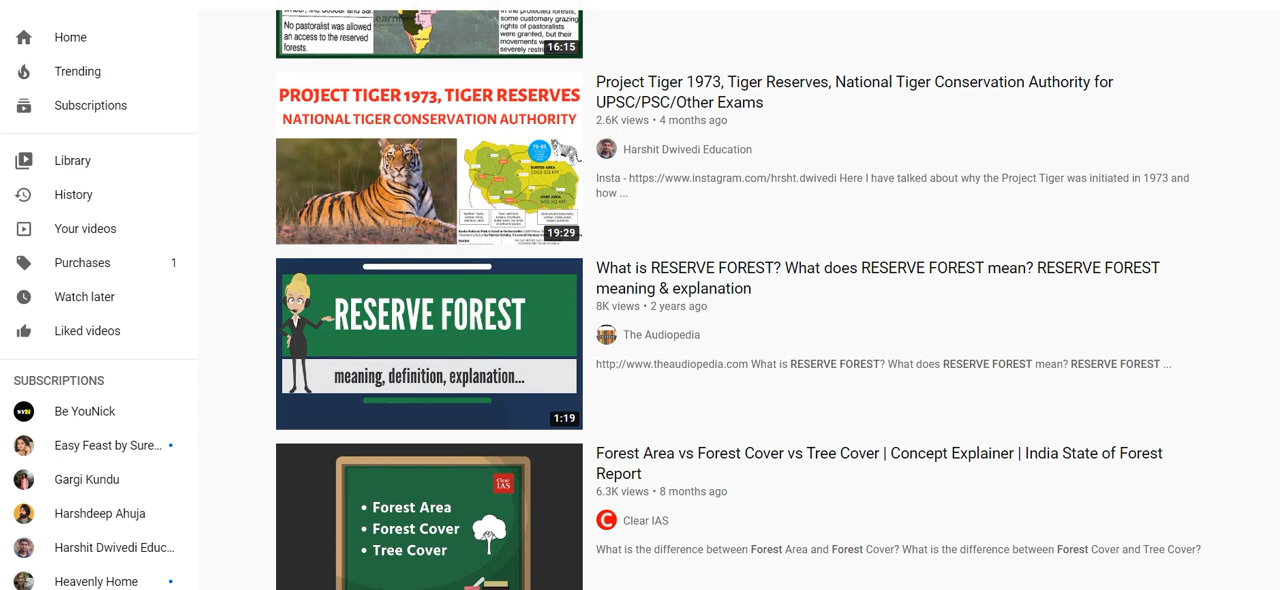 Home
Trending
Subscriptions
Library
History
Your videos
Purchases 1
Watch later
Liked videos
SUBSCRIPTIONS
Be YouNick
Easy Feast by Sure...
Gargi Kundu
Harshdeep Ahuja
Harshit Dwivedi Educ...
Heavenly Home
No pastoralist was allowed
an access to the reserved
forests.
in the protected forests,
some customary grazing
rights of pastoralists
were granted, but their
movements
severely
16:15
PROJECT TIGER 1973, TIGER RESERVES
NATIONAL TIGER CONSERVATION AUTHORITY
BUFFER AREA
CORE AREA
19:29
Project Tiger 1973, Tiger Reserves, National Tiger Conservation Authority for
UPSC/PSC/Other Exams
2.6K views • 4 months ago
Harshit Dwivedi Education
Insta - https://www.instagram.com/hrsht.dwivedi Here I have talked about why the Project Tiger was initiated in 1973 and
how ...
RESERVE FOREST
meaning, definition, explanation...
1:19
What is RESERVE FOREST? What does RESERVE FOREST mean? RESERVE FOREST
meaning & explanation
8K views • 2 years ago
The Audiopedia
http://www.theaudiopedia.com What is RESERVE FOREST? What does RESERVE FOREST mean? RESERVE FOREST ...
Clear
IAS
• Forest Area
• Forest Cover
• Tree Cover
Forest Area vs Forest Cover vs Tree Cover | Concept Explainer | India State of Forest
Report
6.3K views • 8 months ago
Clear IAS
What is the difference between Forest Area and Forest Cover? What is the difference between Forest Cover and Tree Cover?